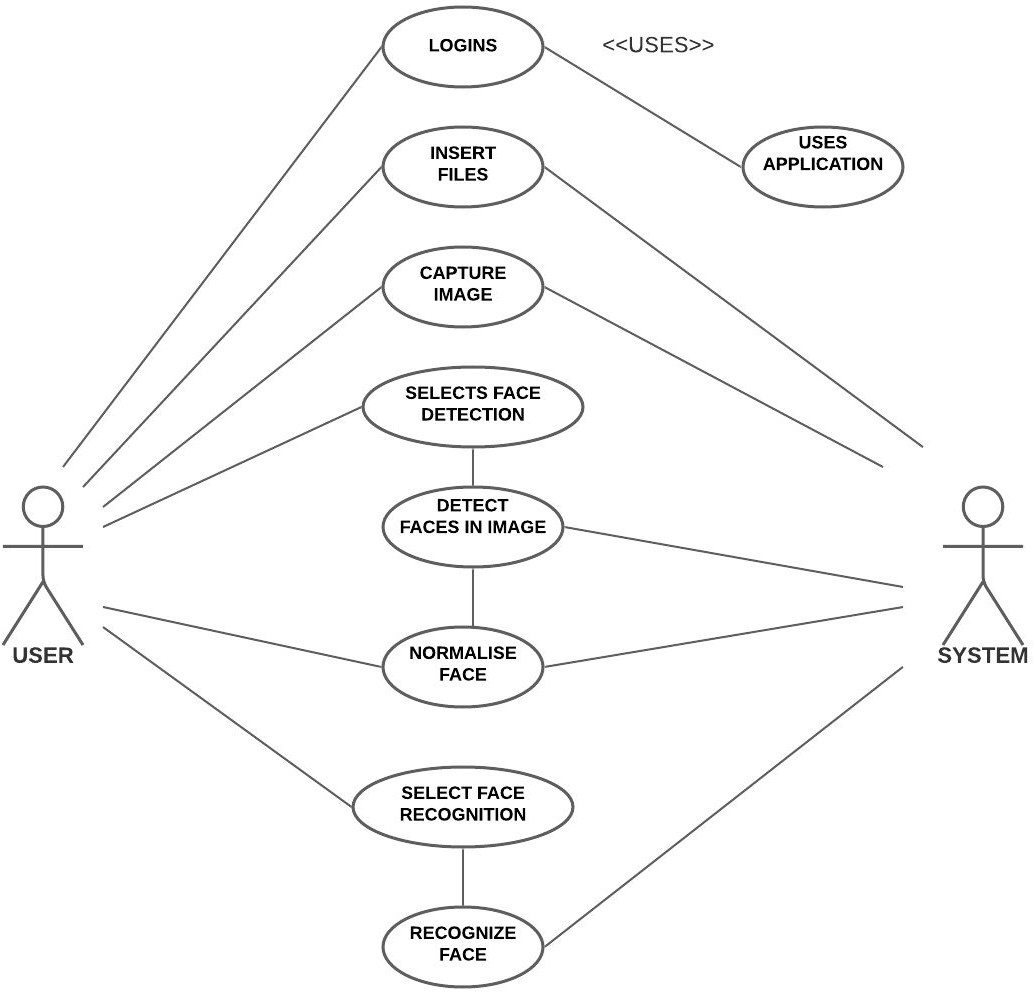 LOGINS
<<USES>>
USES
APPLICATION
INSERT
FILES
CAPTURE
IMAGE
SELECTS FACE
DETECTION
DETECT
FACES IN IMAGE
USER
NORMALISE
FACE
SYSTEM
SELECT FACE
RECOGNITION
RECOGNIZE
FACE